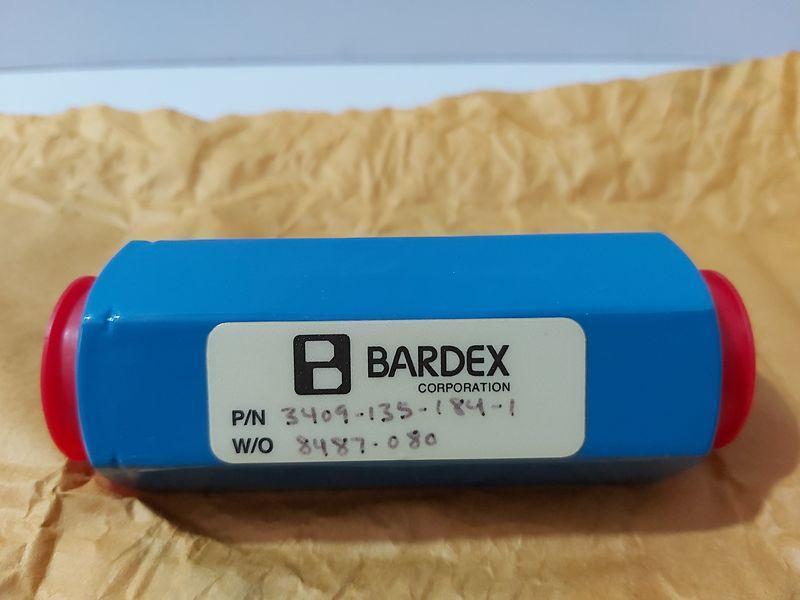 BARDEX
CORPORATION
P/N 3409-135-184-1
W/O 8487-080